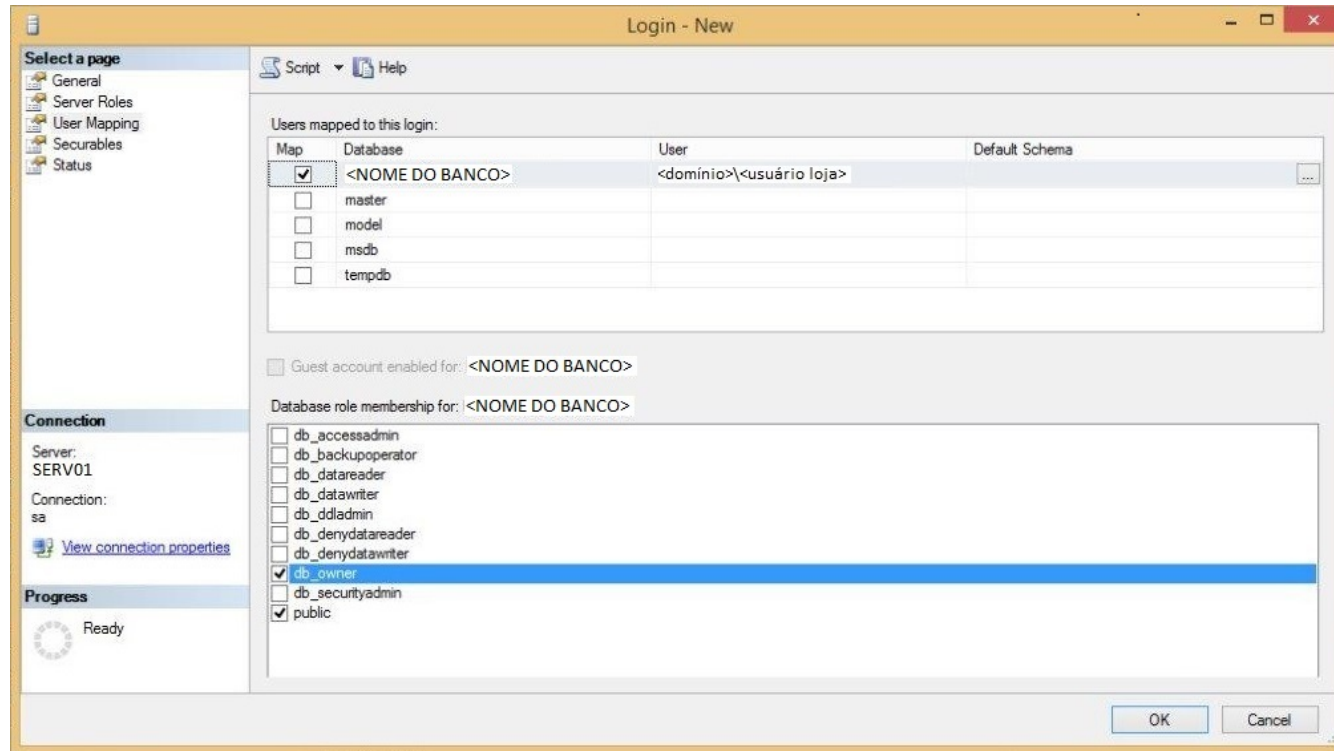 Login - New
Select a page
General
Server Roles
User Mapping
Securables
Status
Script Help
Users mapped to this login:
Map Database User Default Schema
<NOME DO BANCO> <domínio>\<usuário loja> ...
master
model
msdb
tempdb
Guest account enabled for: <NOME DO BANCO>
Database role membership for: <NOME DO BANCO>
db_accessadmin
db_backupoperator
db_datareader
db_datawriter
db_ddladmin
db_denydatareader
db_denydatawriter
db_owner
db_securityadmin
public
Connection
Server:
SERV01
Connection:
sa
View connection properties
Progress
Ready
OK Cancel